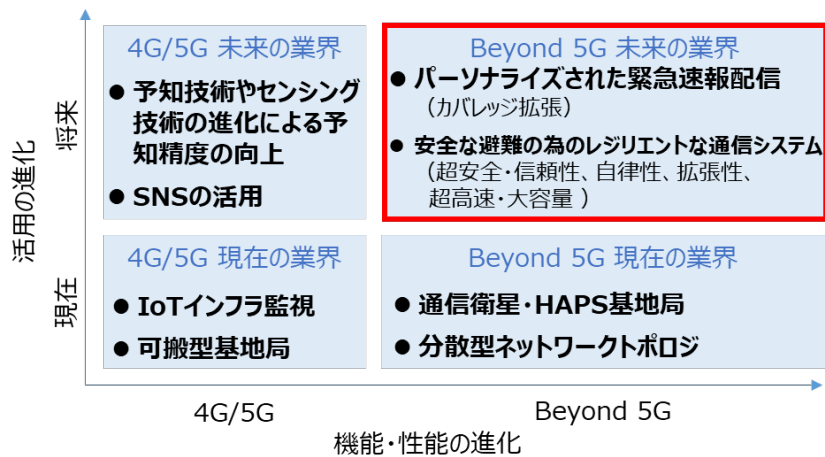 4G/5G 未来の業界
● 予知技術やセンシング
技術の進化による予
知精度の向上
● SNSの活用
Beyond 5G 未来の業界
● パーソナライズされた緊急速報配信
（カバレッジ拡張）
● 安全な避難の為のレジリエントな通信システム
（超安全・信頼性、自律性、拡張性、
超高速・大容量 ）
4G/5G 現在の業界
● IoTインフラ監視
● 可搬型基地局
Beyond 5G 現在の業界
● 通信衛星・HAPS基地局
● 分散型ネットワークトポロジ
活用の進化
将来
現在
4G/5G
Beyond 5G
機能・性能の進化